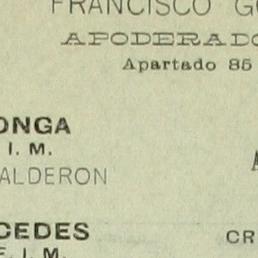 FRANCISCO G
APODERADO
Apartado 85
ONGA
I. M.
ALDERON
CEDES
F. I. M.
CR